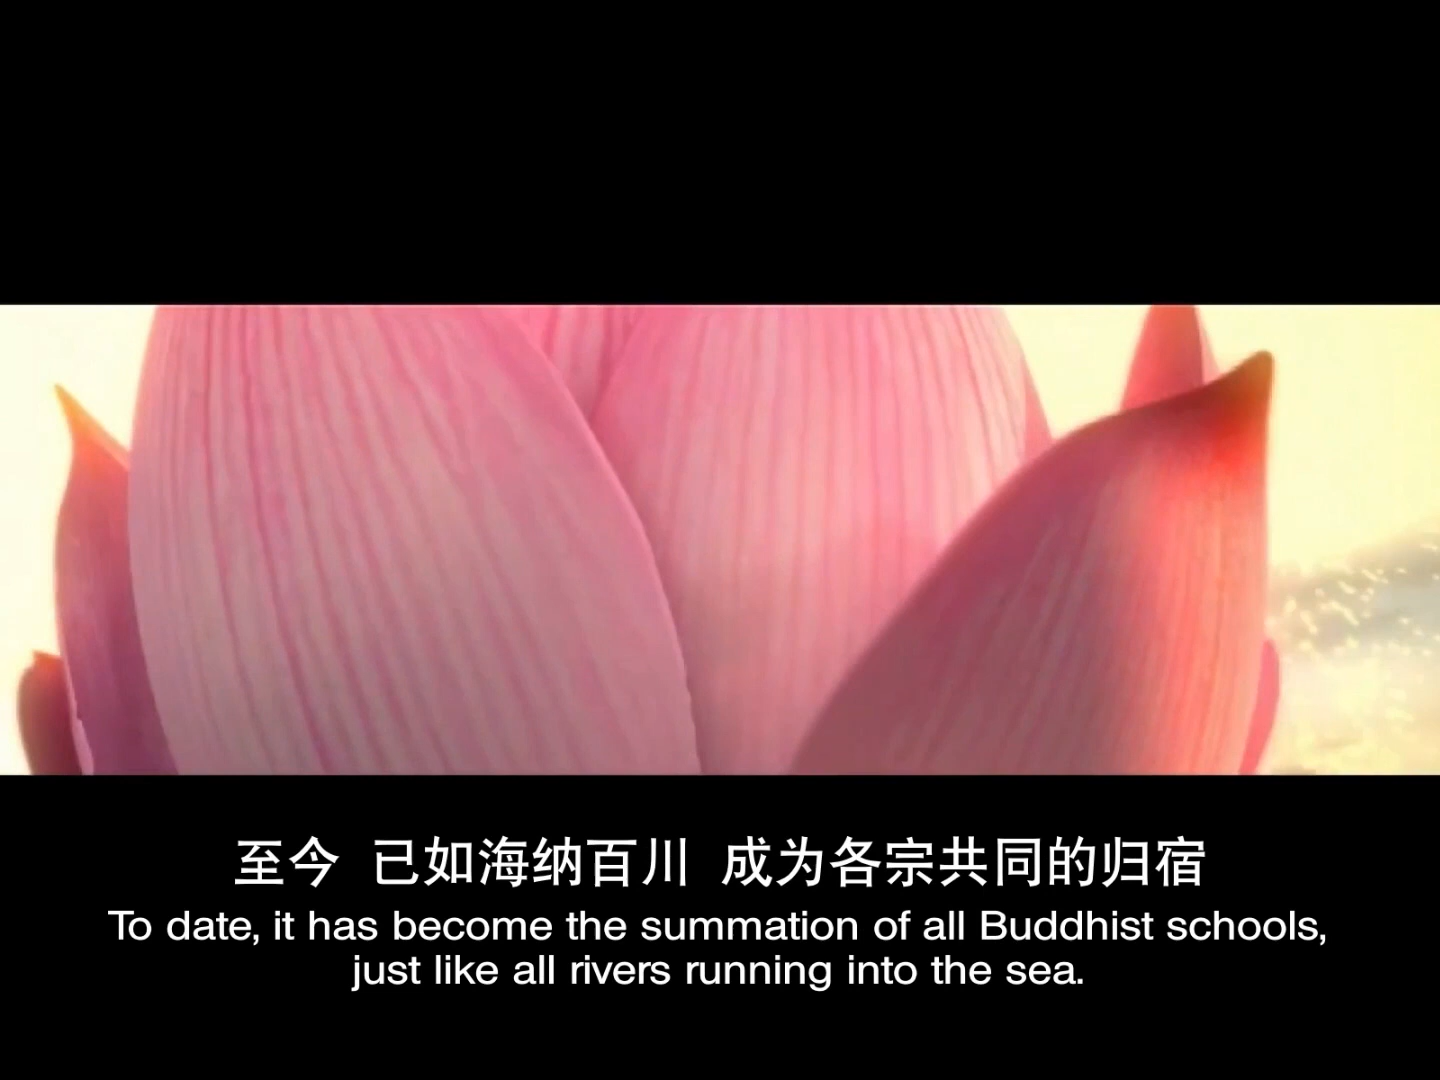 至今 已如海纳百川 成为各宗共同的归宿
To date, it has become the summation of all Buddhist schools,
just like all rivers running into the sea.